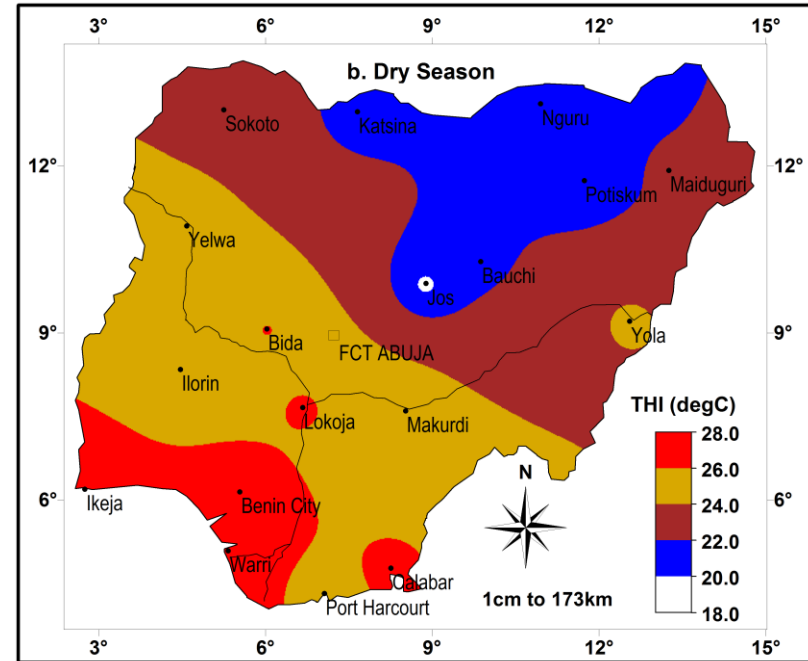 3° 6° 9° 12° 15°
b. Dry Season
Sokoto
Katsina
Nguru
12° 12°
Potiskum
Maiduguri
Yelwa
Bauchi
Jos
9° 9°
Bida
FCT ABUJA
Yola
Ilorin
Lokoja
Makurdi
THI (degC)
28.0
26.0
24.0
22.0
20.0
18.0
N
6° 6°
Ikeja
Benin City
Warri
Calabar
Port Harcourt
1cm to 173km
3° 6° 9° 12° 15°